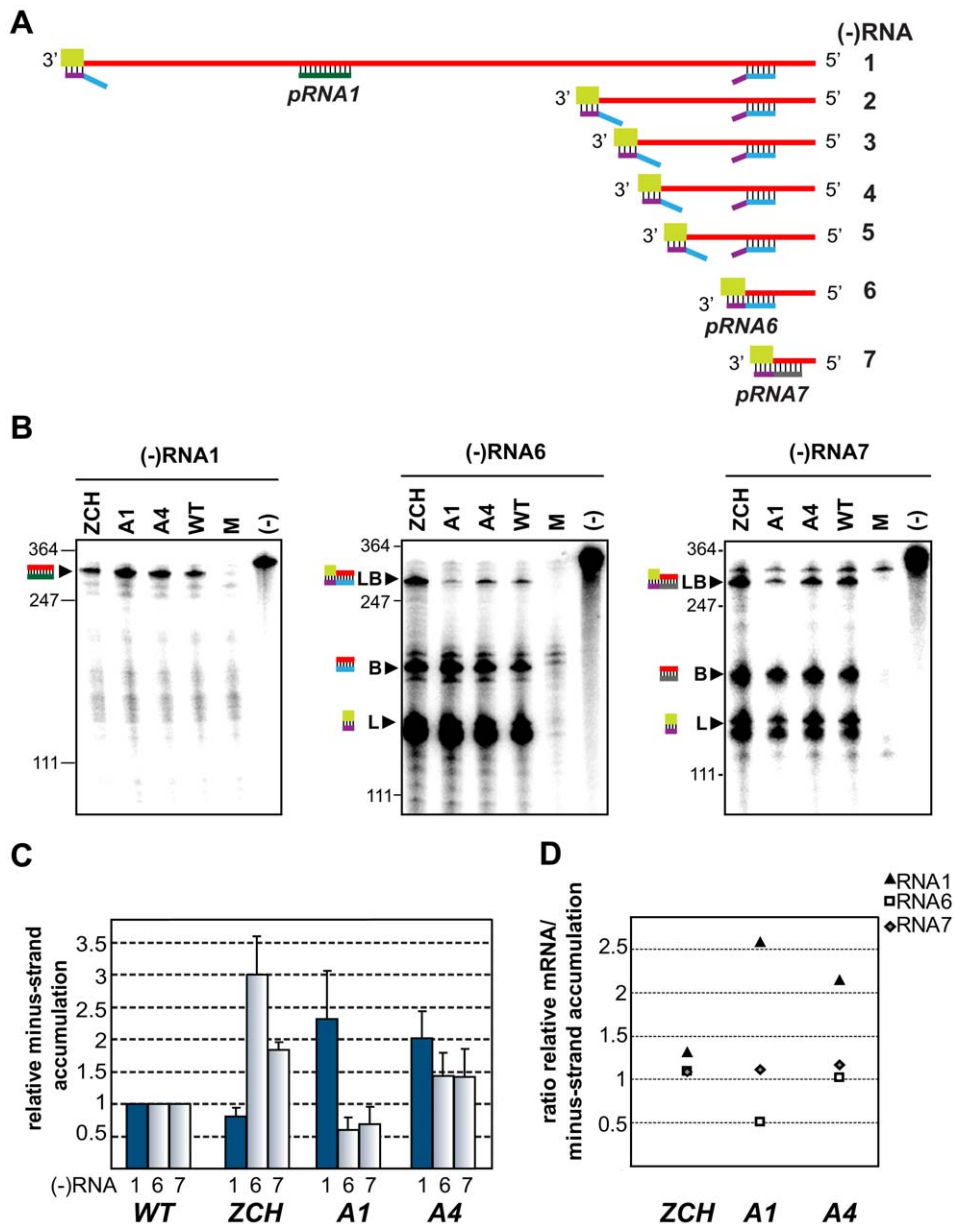 A
(-)RNA
3' 5' 1
pRNA1
3' 5' 2
3' 5' 3
3' 5' 4
3' 5' 5
3' 5' 6
pRNA6
3' 5' 7
pRNA7
B
(-)RNA1
ZCH A1 A4 WT M (-)
364
247
111
(-)RNA6
ZCH A1 A4 WT M (-)
364
LB
247
B
L
111
(-)RNA7
ZCH A1 A4 WT M (-)
364
LB
247
B
L
111
C
relative minus-strand
accumulation
3.5
3
2.5
2
1.5
1
0.5
(-)RNA 1 6 7 1 6 7 1 6 7 1 6 7
WT ZCH A1 A4
D
RNA1
RNA6
RNA7
ratio relative mRNA/
minus-strand accumulation
2.5
2
1.5
1
0.5
ZCH A1 A4